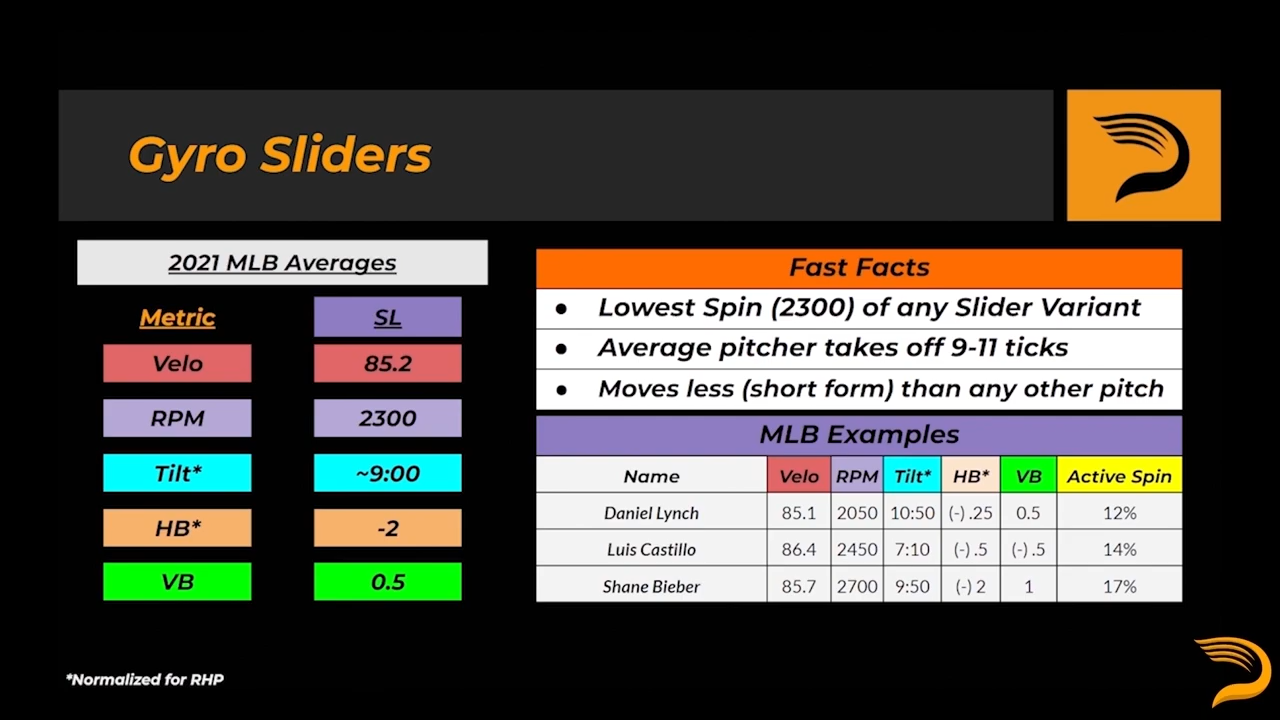 Gyro Sliders
2021 MLB Averages
Metric SL
Velo 85.2
RPM 2300
Tilt* ~9:00
HB* -2
VB 0.5
Fast Facts
● Lowest Spin (2300) of any Slider Variant
● Average pitcher takes off 9-11 ticks
● Moves less (short form) than any other pitch
MLB Examples
Name Velo RPM Tilt* HB* VB Active Spin
Daniel Lynch 85.1 2050 10:50 (-) .25 0.5 12%
Luis Castillo 86.4 2450 7:10 (-) .5 (-) .5 14%
Shane Bieber 85.7 2700 9:50 (-) 2 1 17%
*Normalized for RHP